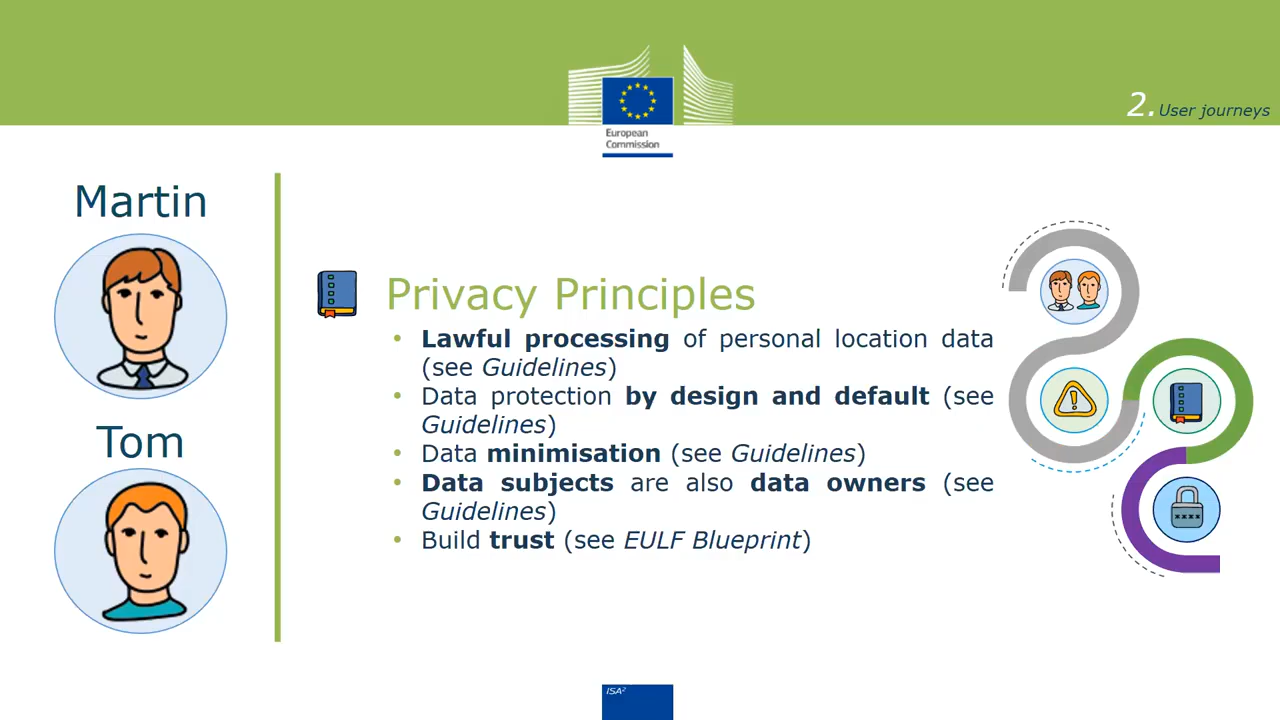 2. User journeys
European
Commission
Martin
Tom
Privacy Principles
• Lawful processing of personal location data
(see Guidelines)
• Data protection by design and default (see
Guidelines)
• Data minimisation (see Guidelines)
• Data subjects are also data owners (see
Guidelines)
• Build trust (see EULF Blueprint)
****
ISA²